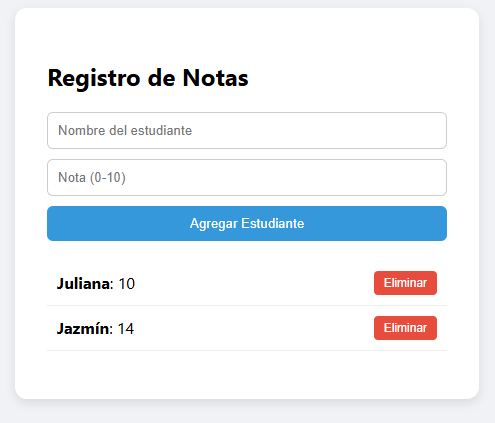 Registro de Notas
Nombre del estudiante
Nota (0-10)
Agregar Estudiante
Juliana: 10 Eliminar
Jazmín: 14 Eliminar